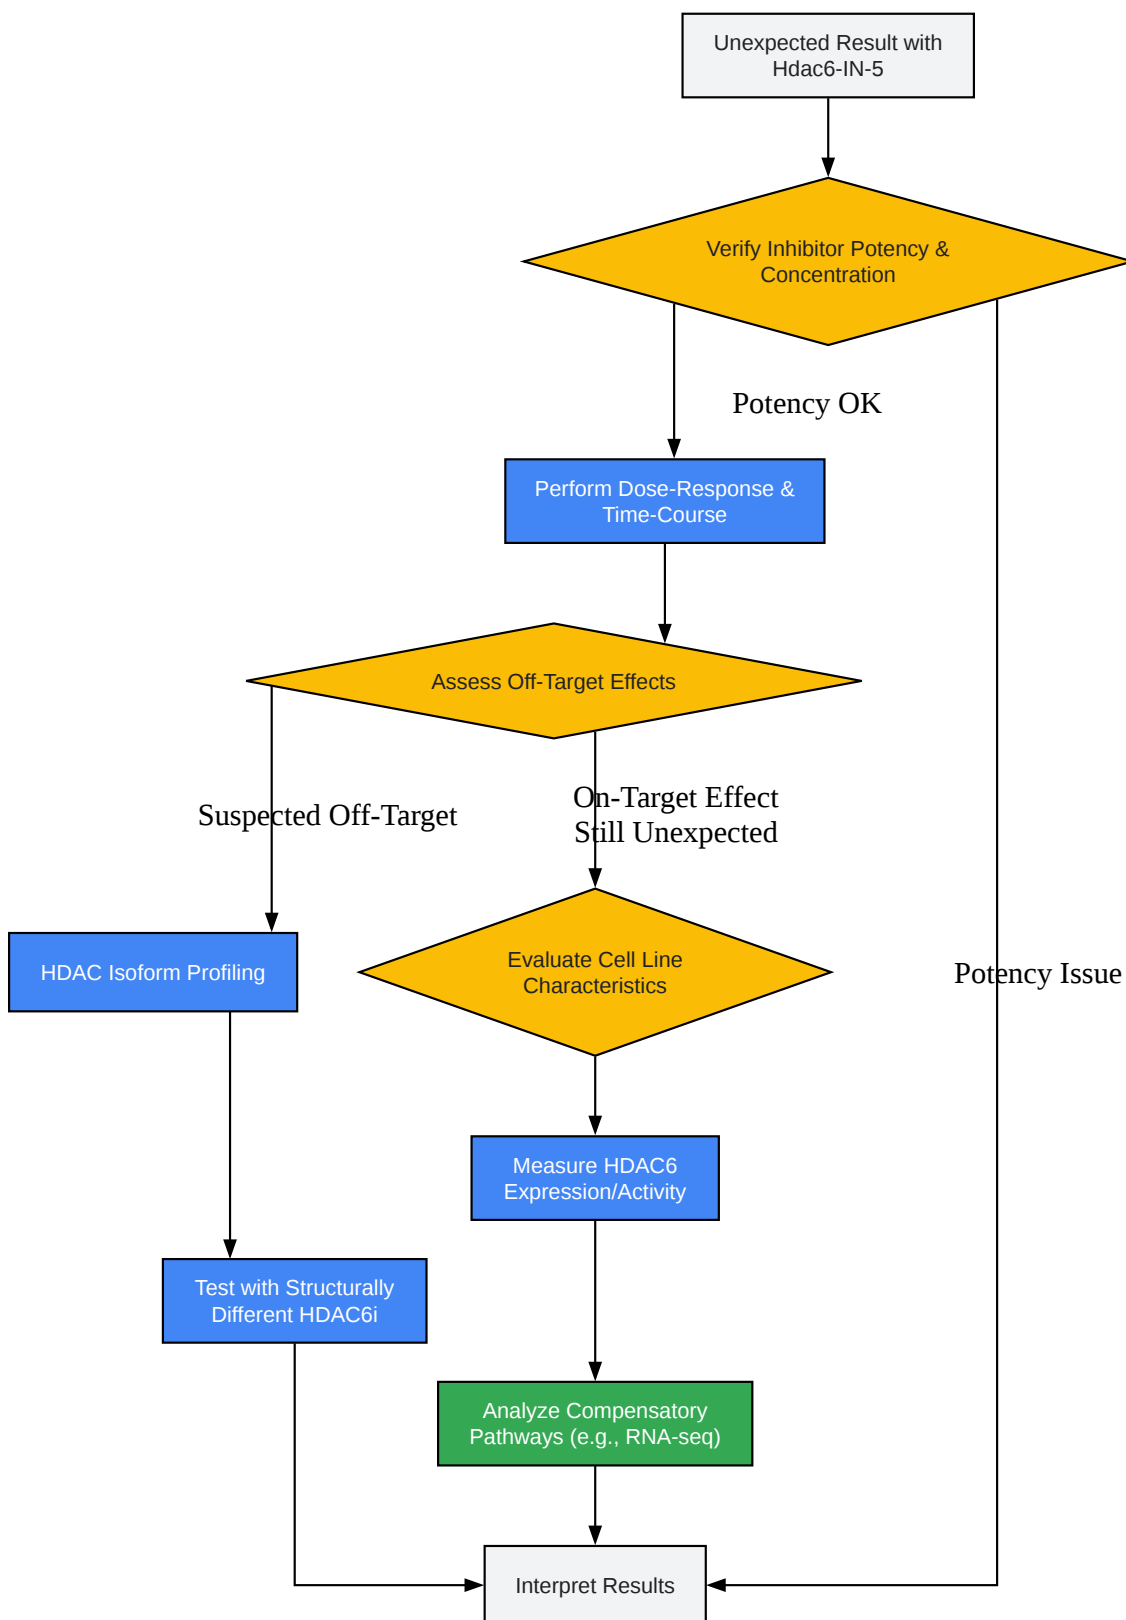 Unexpected Result with
Hdac6-IN-5
Verify Inhibitor Potency &
Concentration
Potency OK
Perform Dose-Response &
Time-Course
Assess Off-Target Effects
Suspected Off-Target
On-Target Effect
Still Unexpected
HDAC Isoform Profiling
Evaluate Cell Line
Characteristics
Potency Issue
Measure HDAC6
Expression/Activity
Test with Structurally
Different HDAC6i
Analyze Compensatory
Pathways (e.g., RNA-seq)
Interpret Results